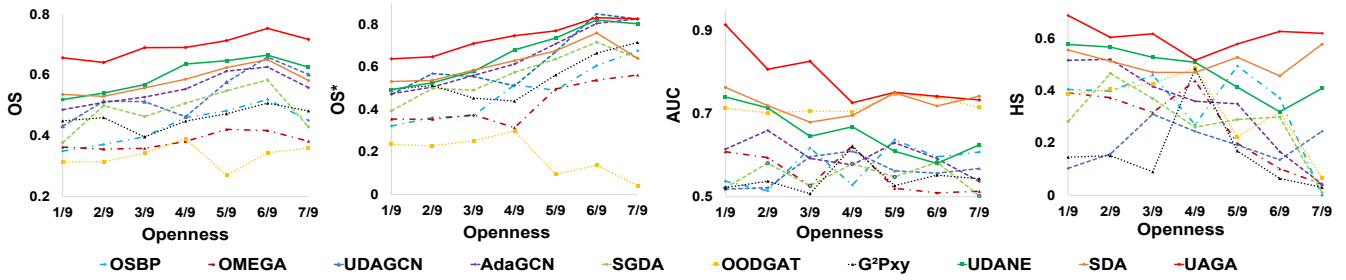 OS
0.8
0.6
0.4
0.2
1/9 2/9 3/9 4/9 5/9 6/9 7/9
Openness
OS*
0.8
0.6
0.4
0.2
0
1/9 2/9 3/9 4/9 5/9 6/9 7/9
Openness
AUC
0.9
0.7
0.5
1/9 2/9 3/9 4/9 5/9 6/9 7/9
Openness
HS
0.6
0.4
0.2
0
1/9 2/9 3/9 4/9 5/9 6/9 7/9
Openness
OSBP OMEGA UDAGCN AdaGCN SGDA OODGAT G²Pxy UDANE SDA UAGA